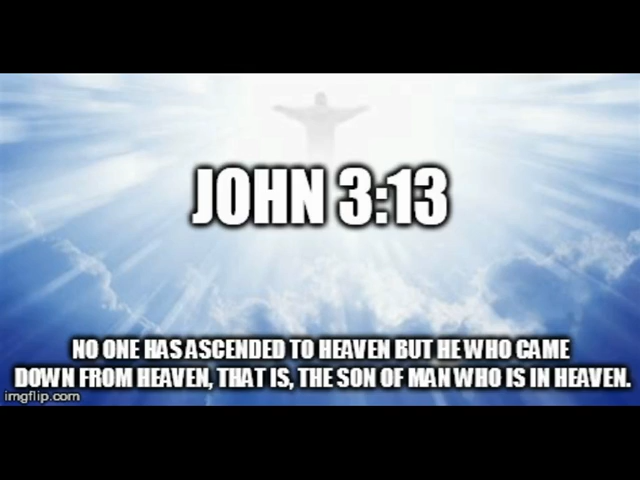 JOHN 3:13
NO ONE HAS ASCENDED TO HEAVEN BUT HE WHO CAME
DOWN FROM HEAVEN, THAT IS, THE SON OF MAN WHO IS IN HEAVEN.
imgflip.com